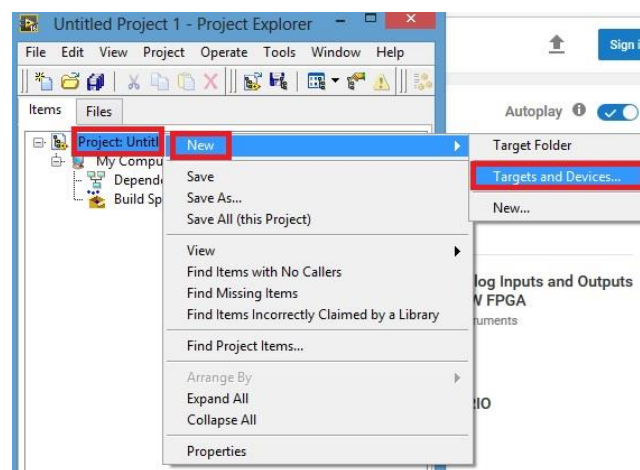 Untitled Project 1 - Project Explorer
File Edit View Project Operate Tools Window Help
Items Files
Project: Untitl
My Compu
Depend
Build Sp
New
Save
Save As...
Save All (this Project)
View
Find Items with No Callers
Find Missing Items
Find Items Incorrectly Claimed by a Library
Find Project Items...
Arrange By
Expand All
Collapse All
Properties
Target Folder
Targets and Devices...
New...
Sign i
Autoplay
log Inputs and Outputs
W FPGA
ruments
RIO